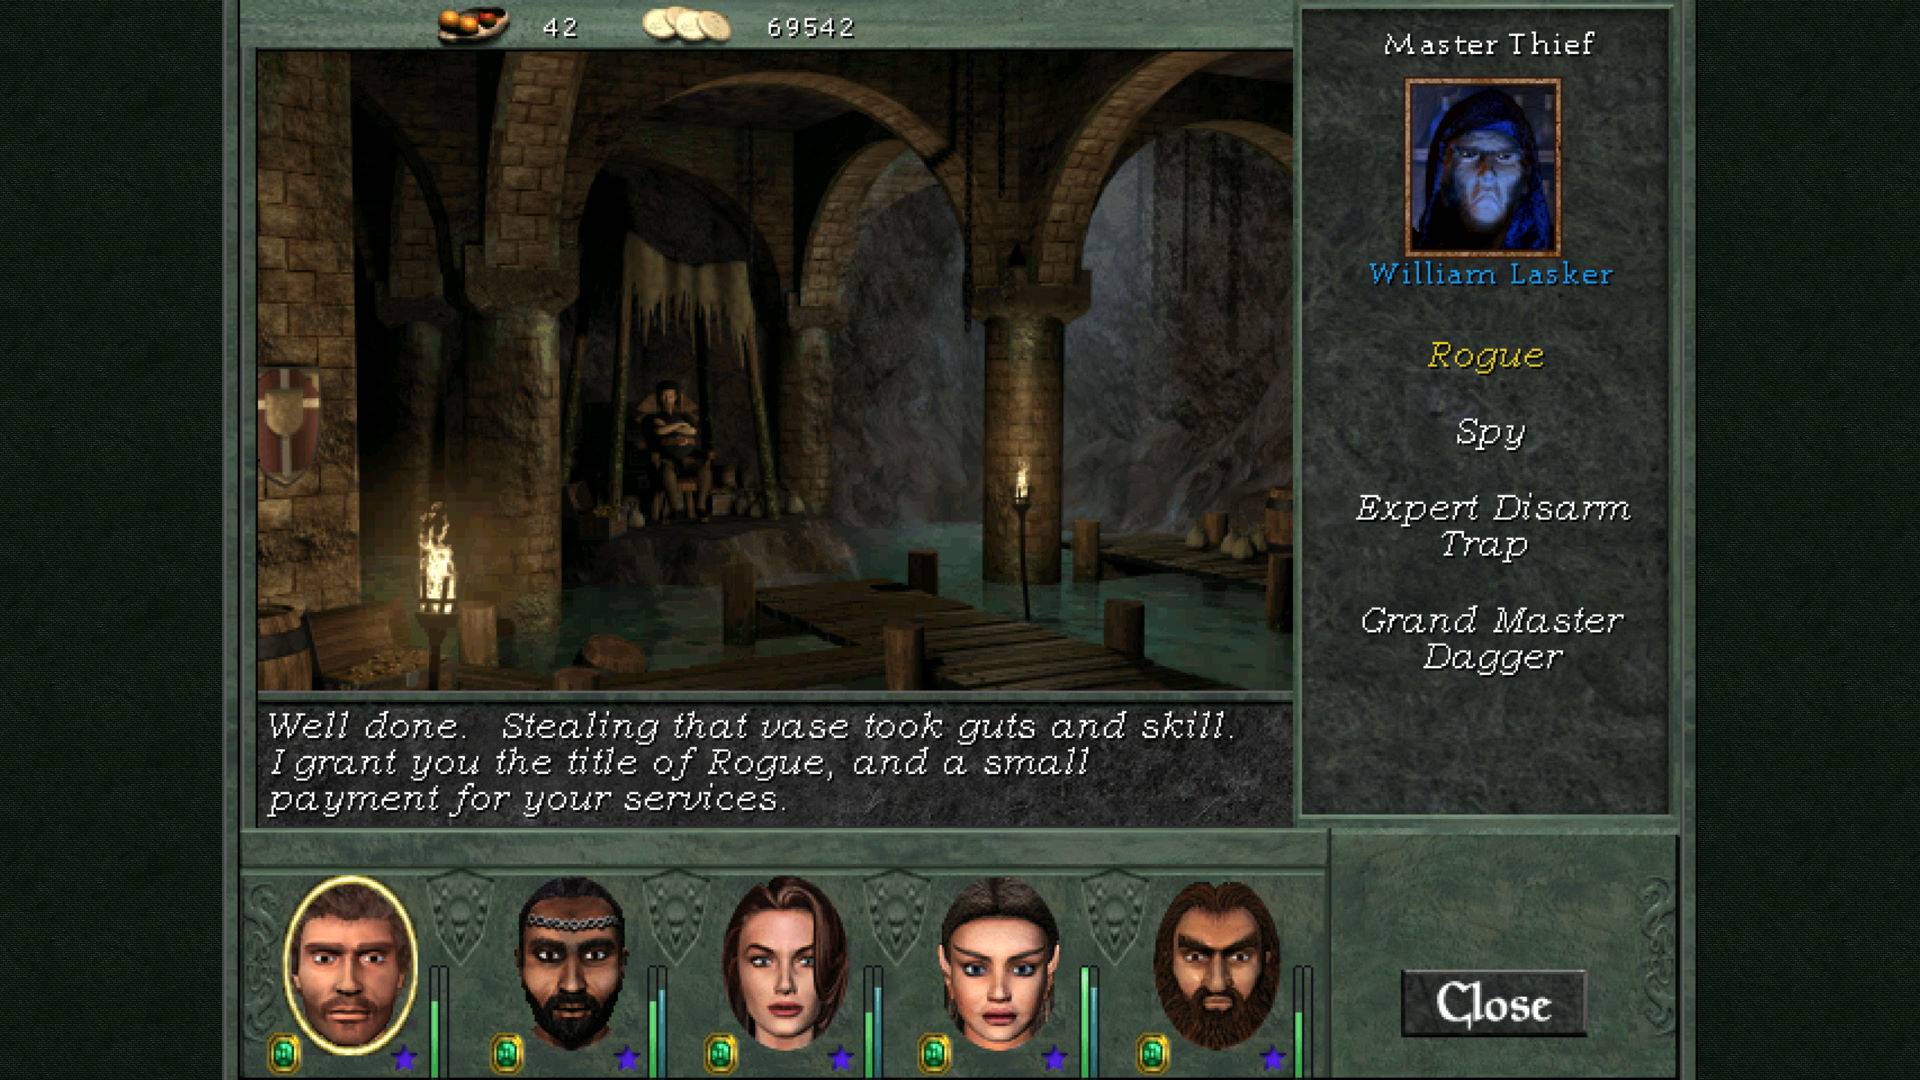 42 69542
Master Thief
William Lasker
Rogue
Spy
Expert Disarm
Trap
Grand Master
Dagger
Well done. Stealing that vase took guts and skill.
I grant you the title of Rogue, and a small
payment for your services.
Close